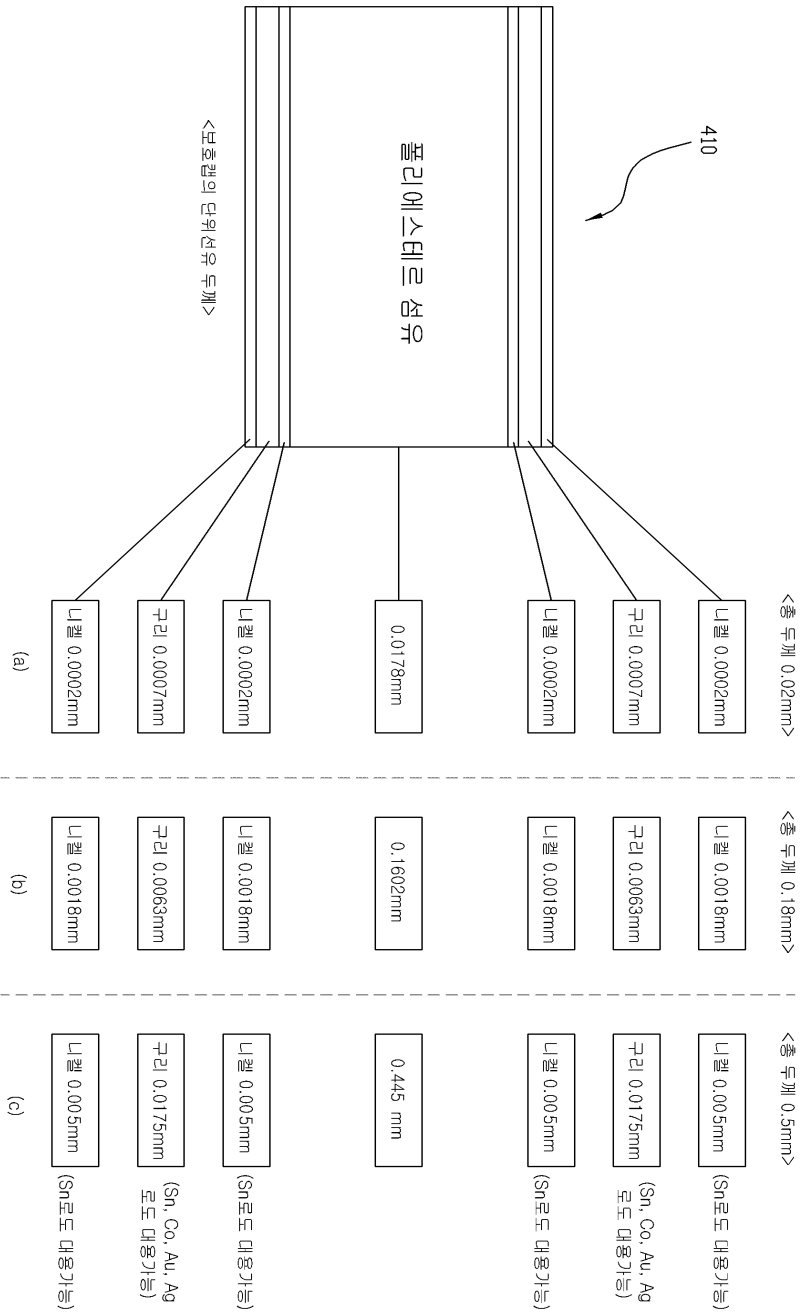 <총 두께 0.02mm>
<총 두께 0.18mm>
<총 두께 0.5mm>
410
니켈 0.0002mm
니켈 0.0018mm
니켈 0.005mm
(Sn로도 대용가능)
구리 0.0007mm
구리 0.0063mm
구리 0.0175mm
(Sn, Co, Au, Ag
로도 대용가능)
니켈 0.0002mm
니켈 0.0018mm
니켈 0.005mm
(Sn로도 대용가능)
폴리에스테르 섬유
0.0178mm
0.1602mm
0.445 mm
니켈 0.0002mm
니켈 0.0018mm
니켈 0.005mm
(Sn로도 대용가능)
구리 0.0007mm
구리 0.0063mm
구리 0.0175mm
(Sn, Co, Au, Ag
로도 대용가능)
<보호캡의 단위선유 두께>
니켈 0.0002mm
니켈 0.0018mm
니켈 0.005mm
(Sn로도 대용가능)
(a)
(b)
(c)